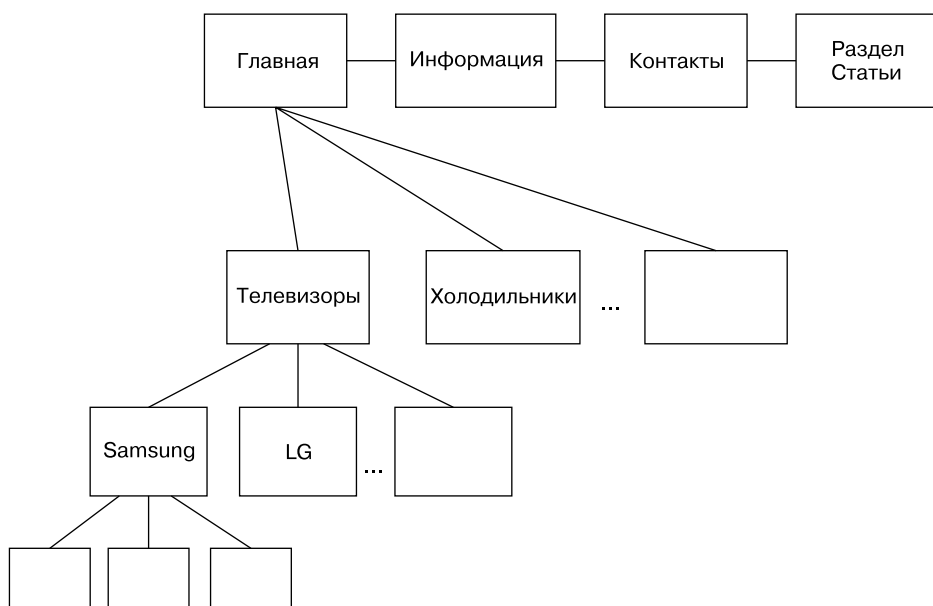 Главная
Информация
Контакты
Раздел
Статьи
Телевизоры
Холодильники
...
Samsung
LG
...